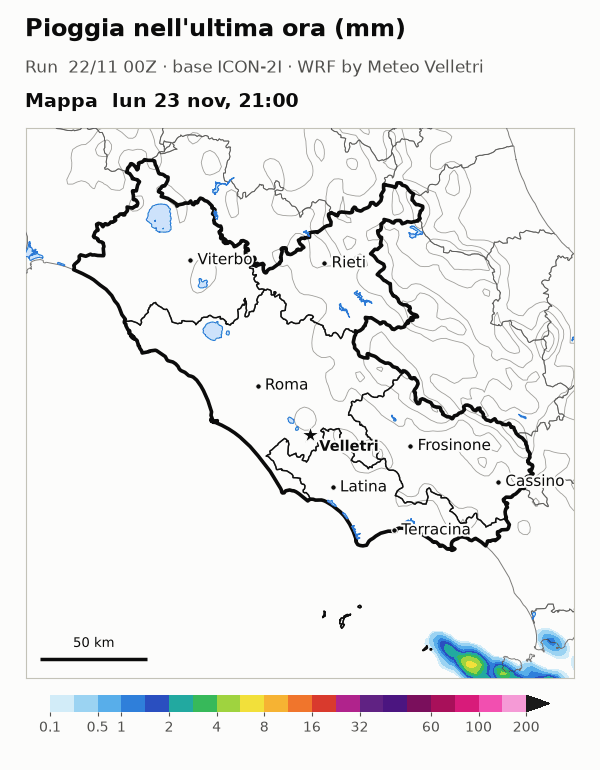 Pioggia nell'ultima ora (mm)
Run 22/11 00Z · base ICON-2I · WRF by Meteo Velletri
Mappa lun 23 nov, 21:00
Viterbo
Rieti
Roma
Velletri
Frosinone
Cassino
Latina
Terracina
50 km
0.1 0.5 1 2 4 8 16 32 60 100 200